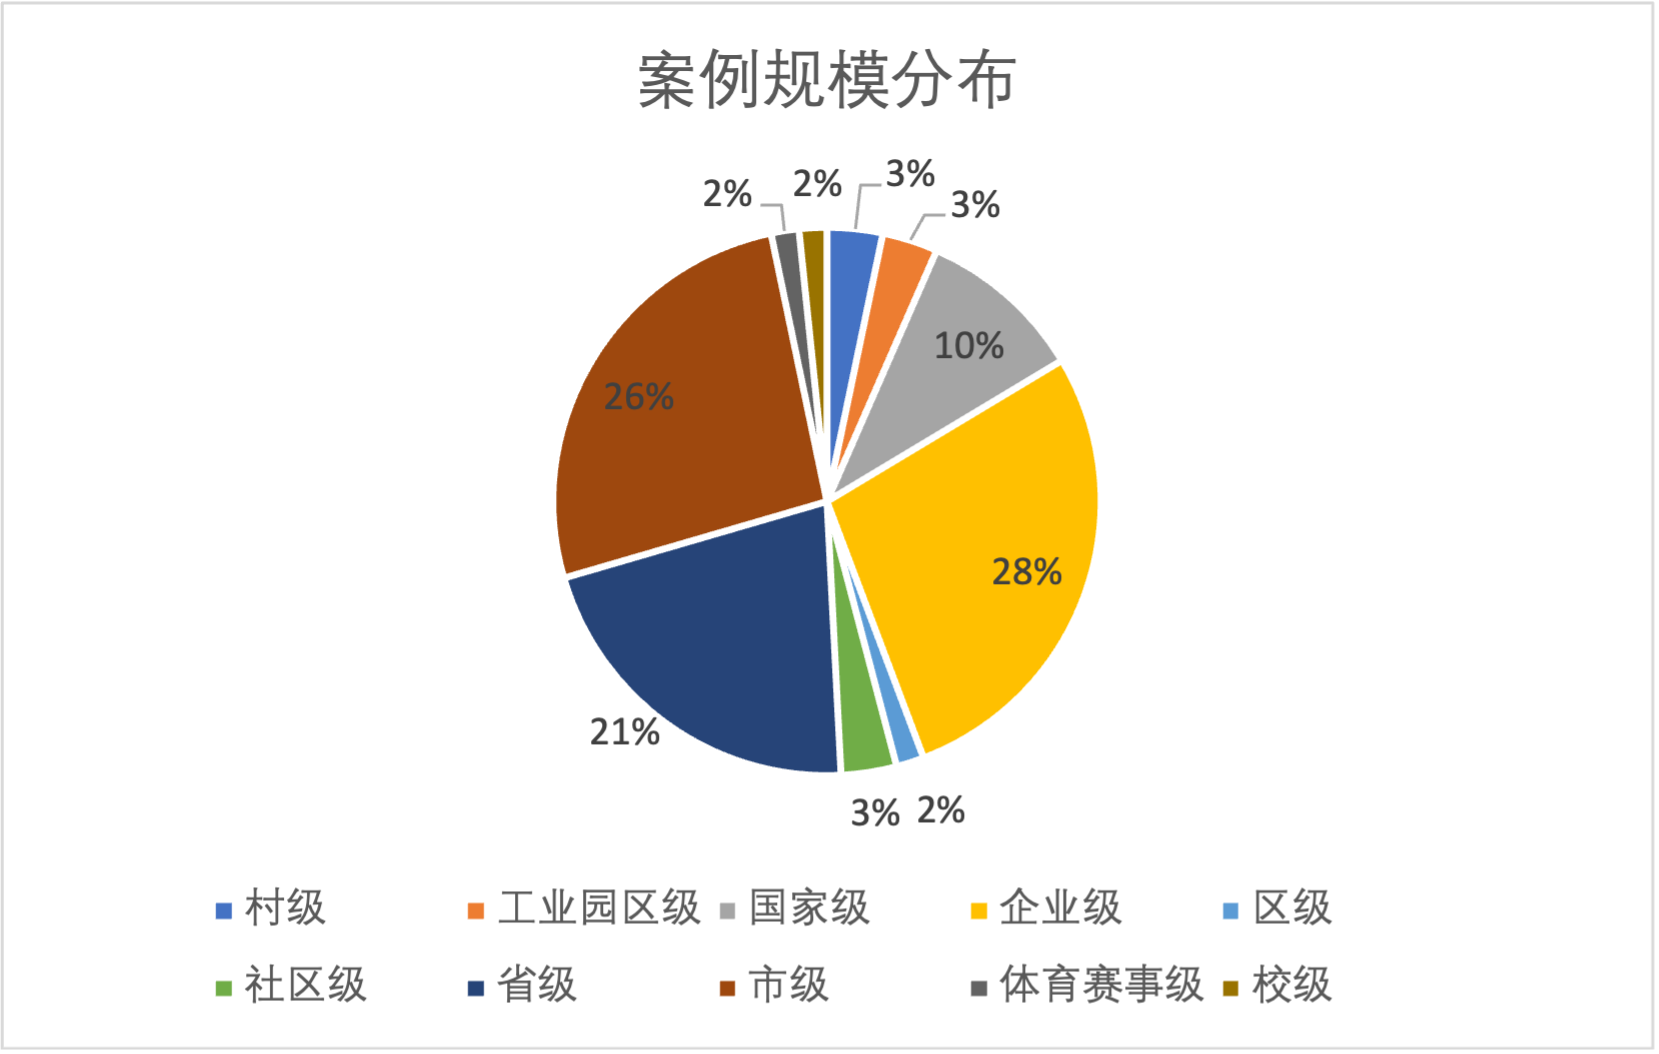 案例规模分布
2%
2%
3%
3%
10%
26%
28%
21%
3%
2%
村级
工业园区级
国家级
企业级
区级
社区级
省级
市级
体育赛事级
校级